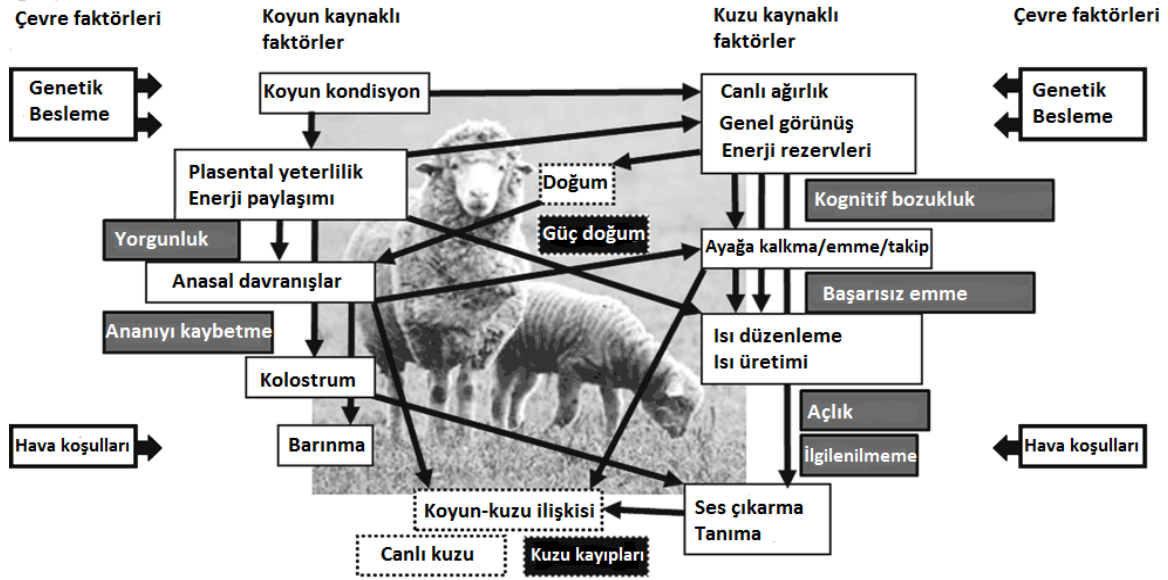 Çevre faktörleri
Koyun kaynaklı
faktörler
Kuzu kaynaklı
faktörler
Çevre faktörleri
Genetik
Besleme
Koyun kondisyon
Canlı ağırlık
Genel görünüş
Enerji rezervleri
Genetik
Besleme
Plasental yeterlilik
Enerji paylaşımı
Doğum
Kognitif bozukluk
Yorgunluk
Güç doğum
Ayağa kalkma/emme/takip
Anasal davranışlar
Başarısız emme
Ananıyı kaybetme
Isı düzenleme
Isı üretimi
Kolostrum
Açlık
Hava koşulları
Barınma
İlgilenilmeme
Hava koşulları
Koyun-kuzu ilişkisi
Ses çıkarma
Tanıma
Canlı kuzu
Kuzu kayıpları